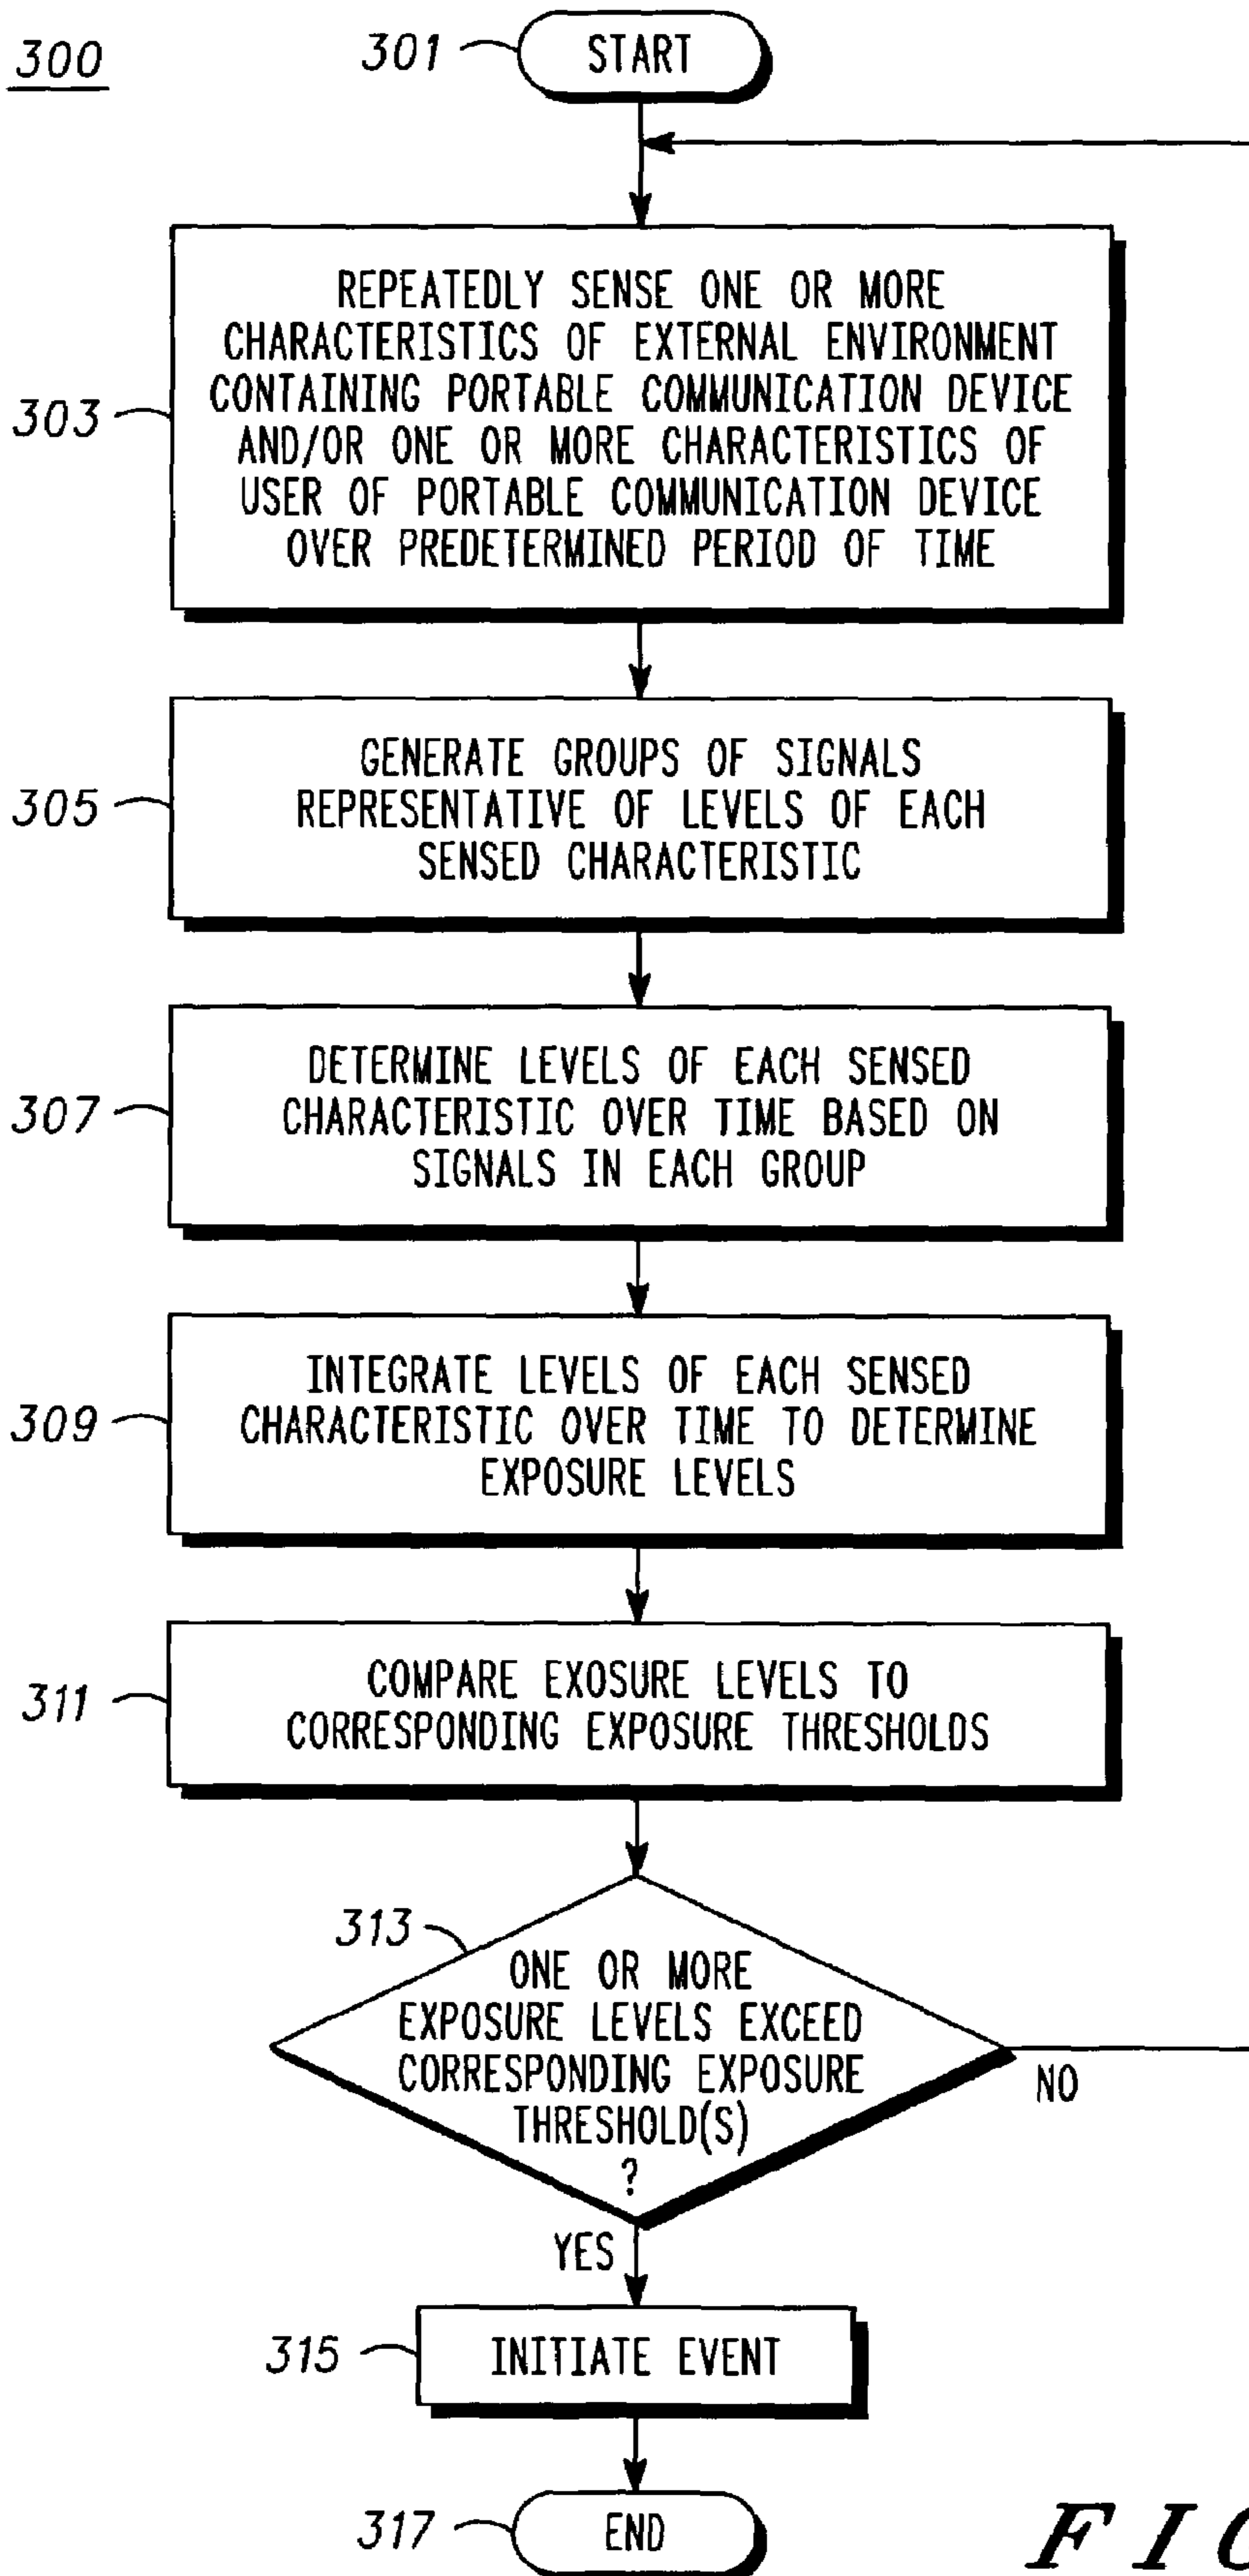 300
301
START
303
REPEATEDLY SENSE ONE OR MORE
CHARACTERISTICS OF EXTERNAL ENVIRONMENT
CONTAINING PORTABLE COMMUNICATION DEVICE
AND/OR ONE OR MORE CHARACTERISTICS OF
USER OF PORTABLE COMMUNICATION DEVICE
OVER PREDETERMINED PERIOD OF TIME
305
GENERATE GROUPS OF SIGNALS
REPRESENTATIVE OF LEVELS OF EACH
SENSED CHARACTERISTIC
307
DETERMINE LEVELS OF EACH SENSED
CHARACTERISTIC OVER TIME BASED ON
SIGNALS IN EACH GROUP
309
INTEGRATE LEVELS OF EACH SENSED
CHARACTERISTIC OVER TIME TO DETERMINE
EXPOSURE LEVELS
311
COMPARE EXOSURE LEVELS TO
CORRESPONDING EXPOSURE THRESHOLDS
313
ONE OR MORE
EXPOSURE LEVELS EXCEED
CORRESPONDING EXPOSURE
THRESHOLD(S)
?
NO
YES
315
INITIATE EVENT
317
END